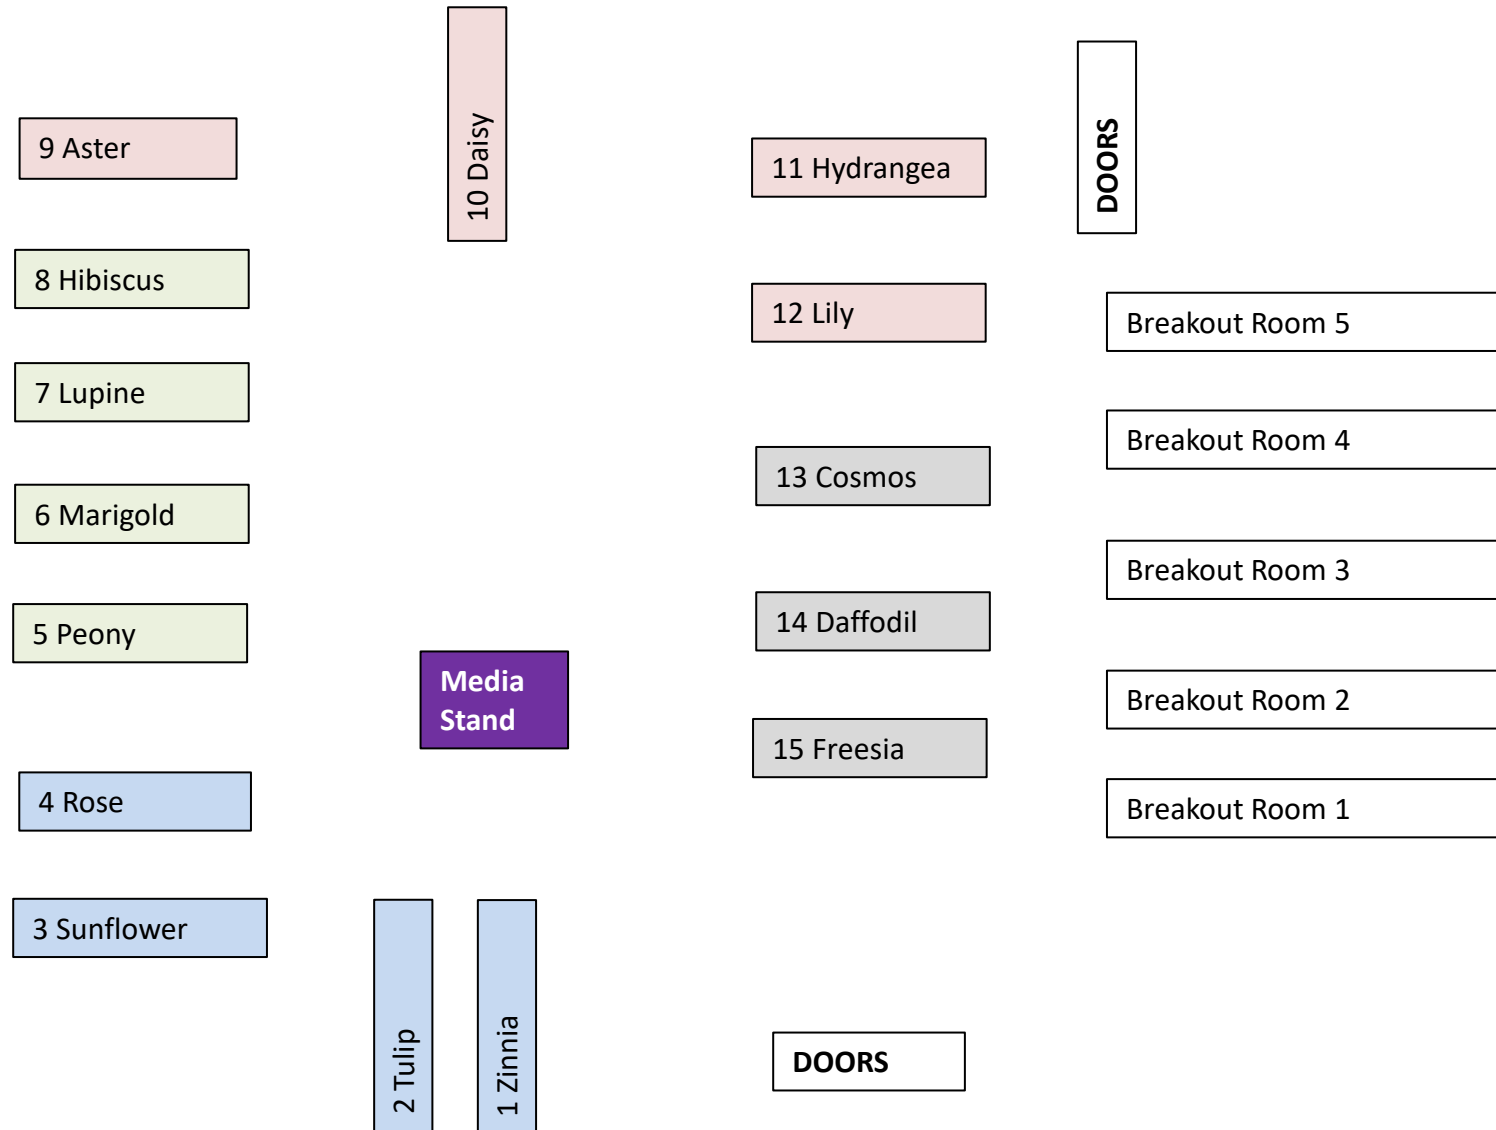 10 Daisy
DOORS
9 Aster
11 Hydrangea
8 Hibiscus
12 Lily
Breakout Room 5
7 Lupine
Breakout Room 4
13 Cosmos
6 Marigold
Breakout Room 3
14 Daffodil
5 Peony
Media
Stand
Breakout Room 2
15 Freesia
4 Rose
Breakout Room 1
3 Sunflower
2 Tulip
1 Zinnia
DOORS